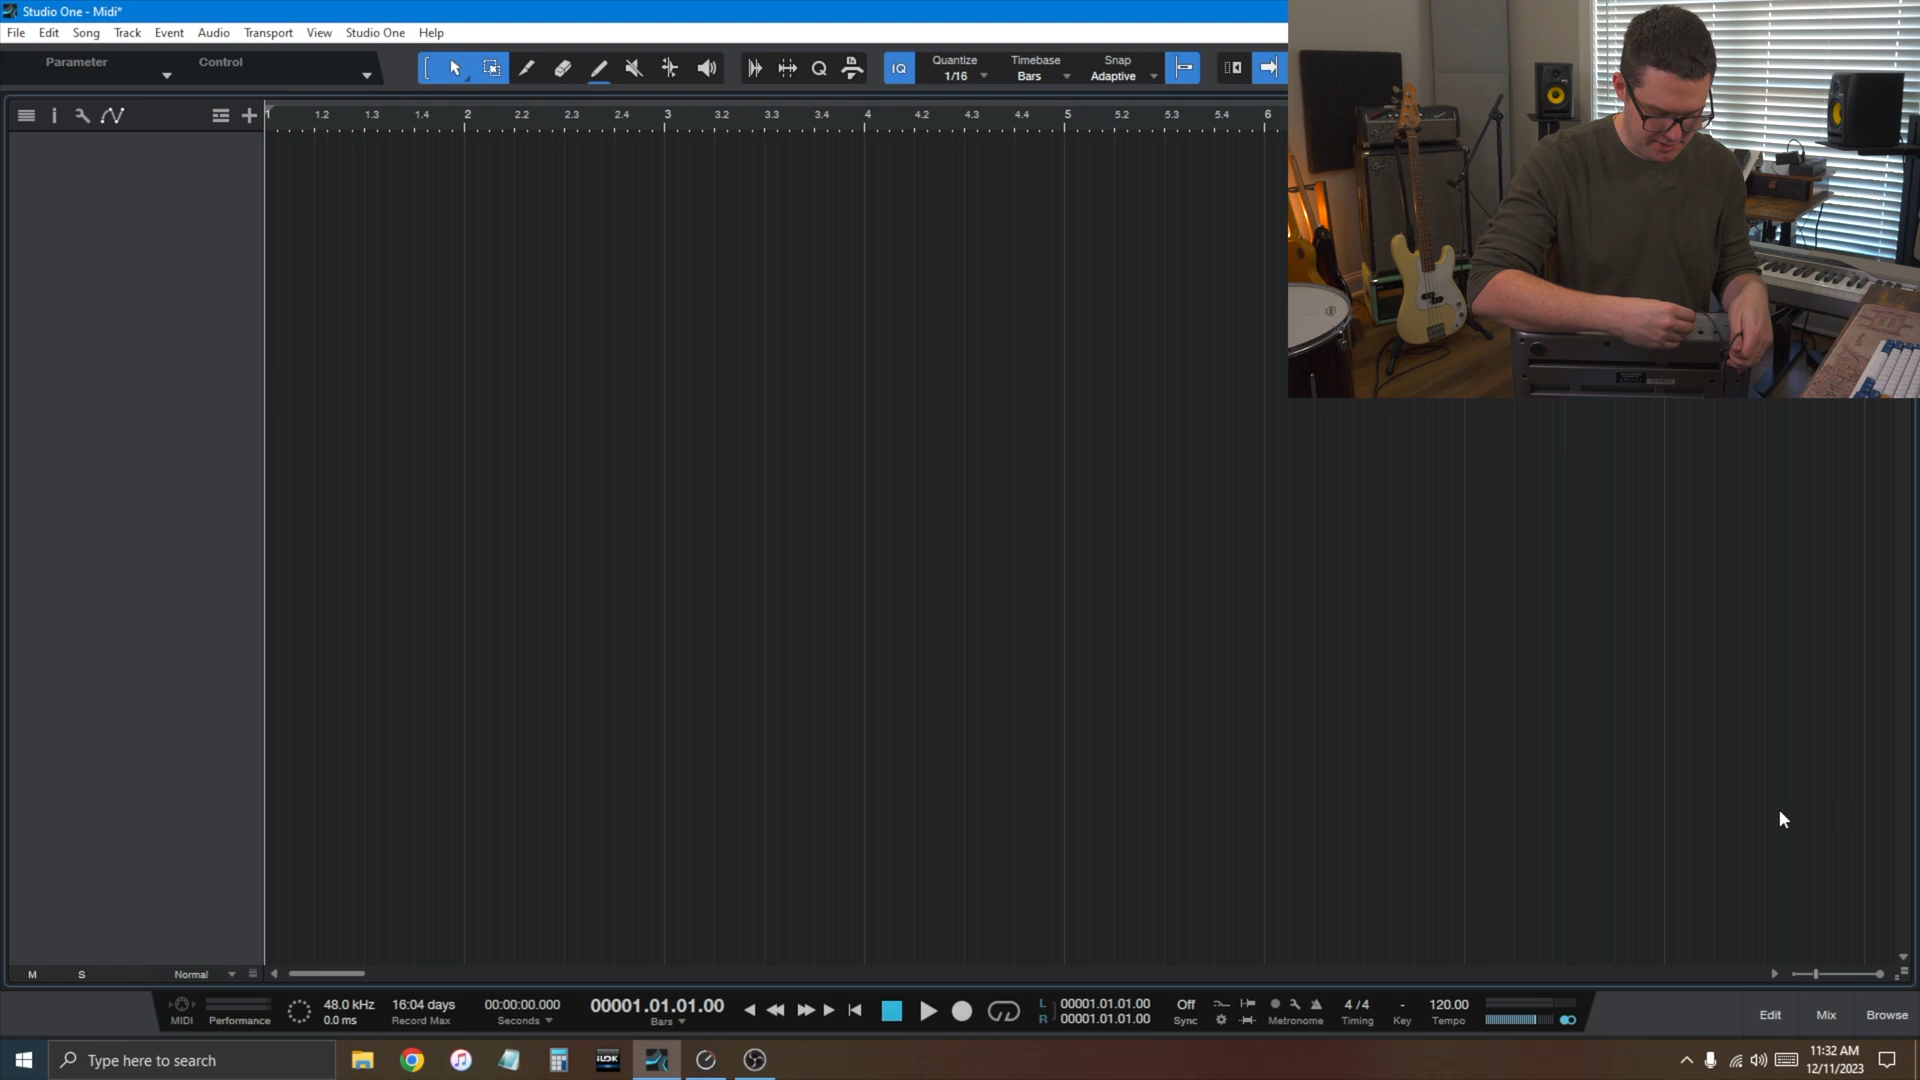 Studio One - Midi*
File Edit Song Track Event Audio Transport View Studio One Help
Parameter Control
Quantize Timebase Snap
1/16 Bars Adaptive
IQ
1 1.2 1.3 1.4 2 2.2 2.3 2.4 3 3.2 3.3 3.4 4 4.2 4.3 4.4 5 5.2 5.3 5.4 6
M S Normal
48.0 kHz 16:04 days 00:00:00.000 00001.01.01.00 L 00001.01.01.00 Off 4 / 4 - 120.00
0.0 ms R 00001.01.01.00
MIDI Performance Record Max Seconds Bars Sync Metronome Timing Key Tempo
Edit Mix Browse
Type here to search
11:32 AM
12/11/2023